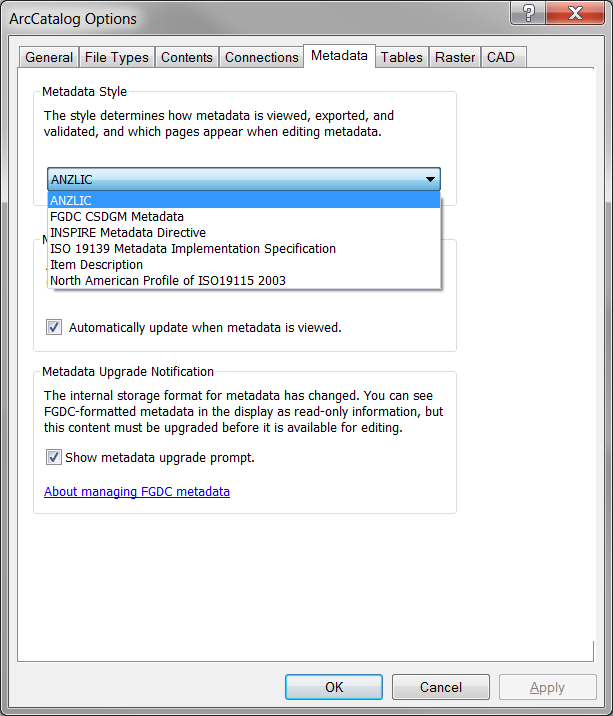 ArcCatalog Options
?
General File Types Contents Connections Metadata Tables Raster CAD
Metadata Style
The style determines how metadata is viewed, exported, and
validated, and which pages appear when editing metadata.
ANZLIC
ANZLIC
FGDC CSDGM Metadata
INSPIRE Metadata Directive
ISO 19139 Metadata Implementation Specification
Item Description
North American Profile of ISO19115 2003
Automatically update when metadata is viewed.
Metadata Upgrade Notification
The internal storage format for metadata has changed. You can see
FGDC-formatted metadata in the display as read-only information, but
this content must be upgraded before it is available for editing.
Show metadata upgrade prompt.
About managing FGDC metadata
OK Cancel Apply